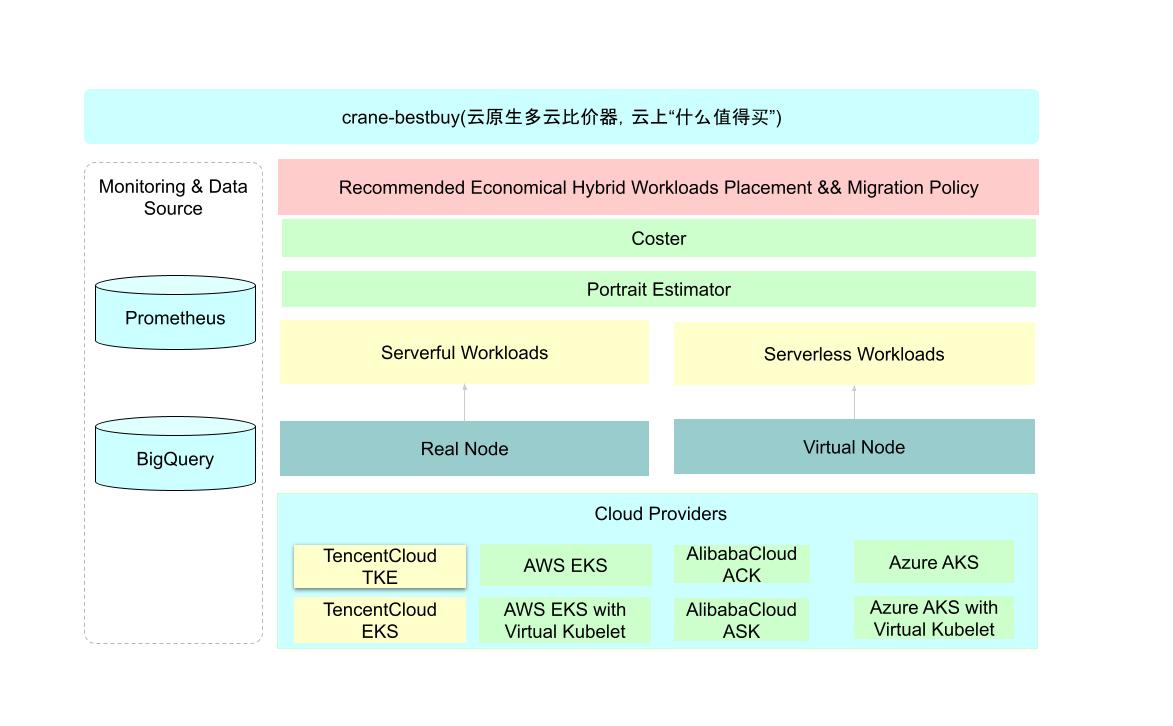 crane-bestbuy(云原生多云比价器, 云上“什么值得买”)
Monitoring & Data
Source
Prometheus
BigQuery
Recommended Economical Hybrid Workloads Placement && Migration Policy
Coster
Portrait Estimator
Serverful Workloads
Serverless Workloads
Real Node
Virtual Node
Cloud Providers
TencentCloud
TKE
AWS EKS
AlibabaCloud
ACK
Azure AKS
TencentCloud
EKS
AWS EKS with
Virtual Kubelet
AlibabaCloud
ASK
Azure AKS with
Virtual Kubelet